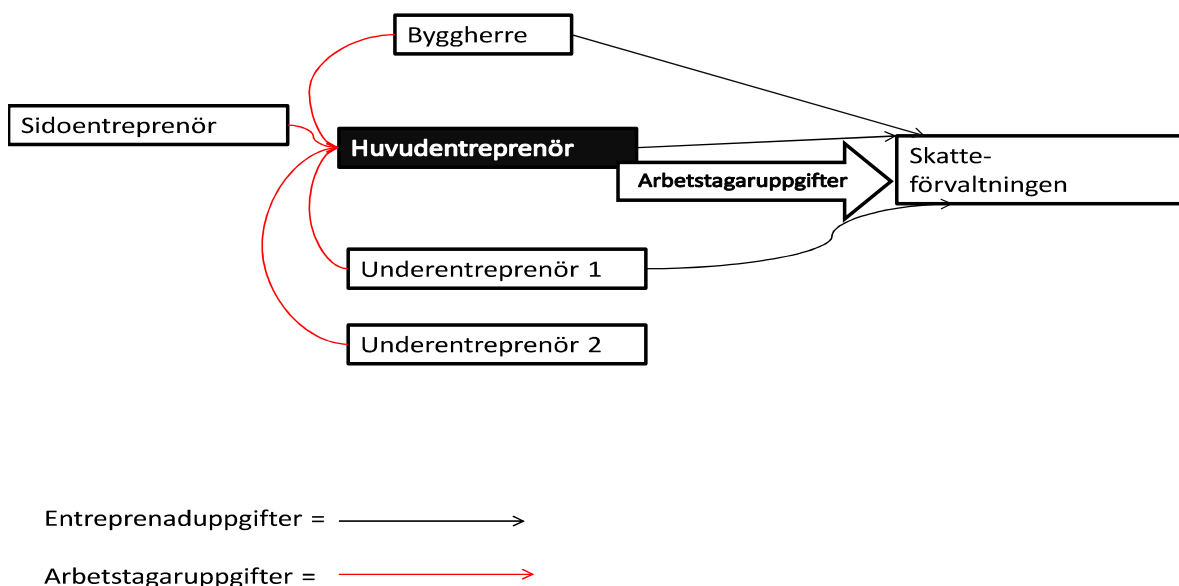 Byggherre
Sidoentreprenör
Huvudentreprenör
Arbetstagaruppgifter
Skatte-
förvaltningen
Underentreprenör 1
Underentreprenör 2
Entreprenaduppgifter =
Arbetstagaruppgifter =